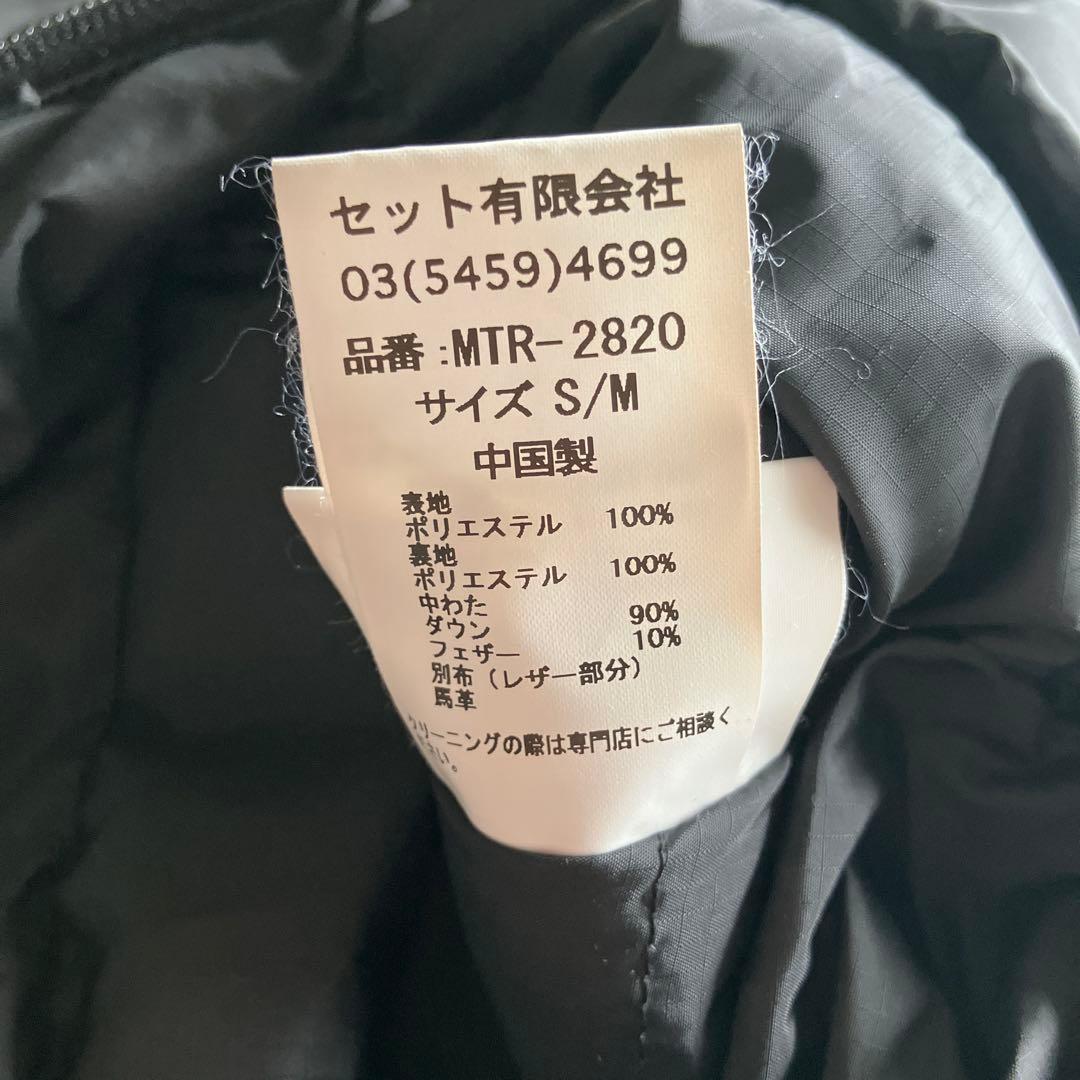 セット有限会社
03(5459)4699
品番:MTR-2820
サイズ S/M
中国製
表地
ポリエステル 100%
裏地
ポリエステル 100%
中わた
ダウン 90%
フェザー 10%
別布(レザー部分)
馬革
クリーニングの際は専門店にご相談く
ださい。